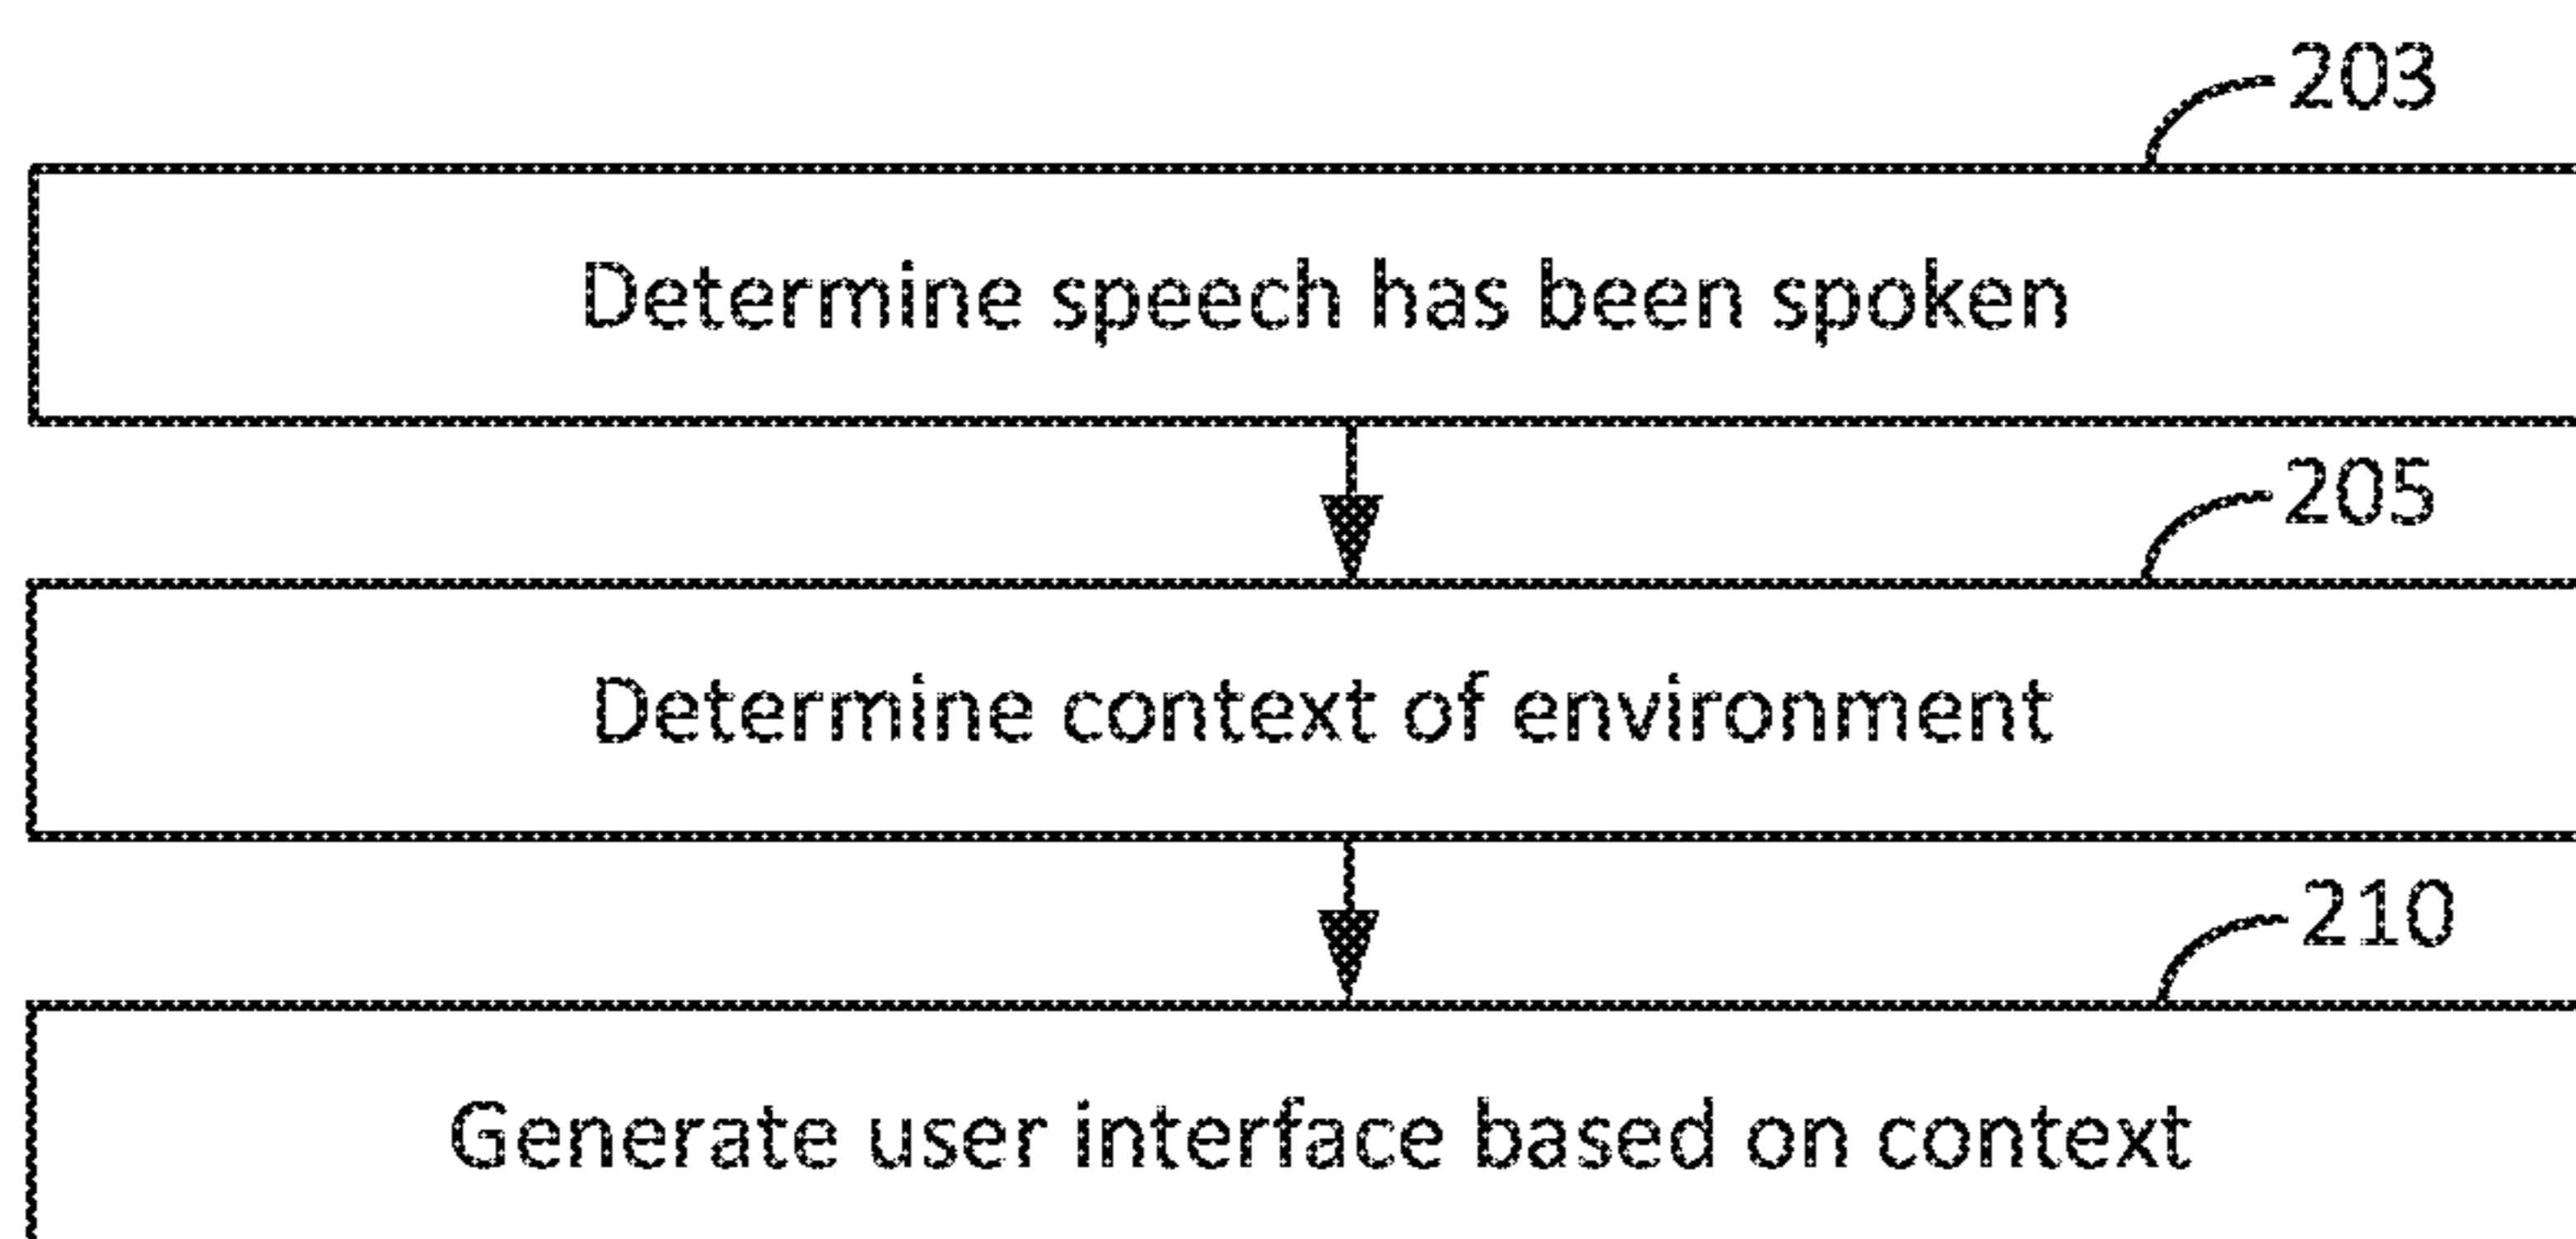 203
Determine speech has been spoken
205
Determine context of environment
210
Generate user interface based on context